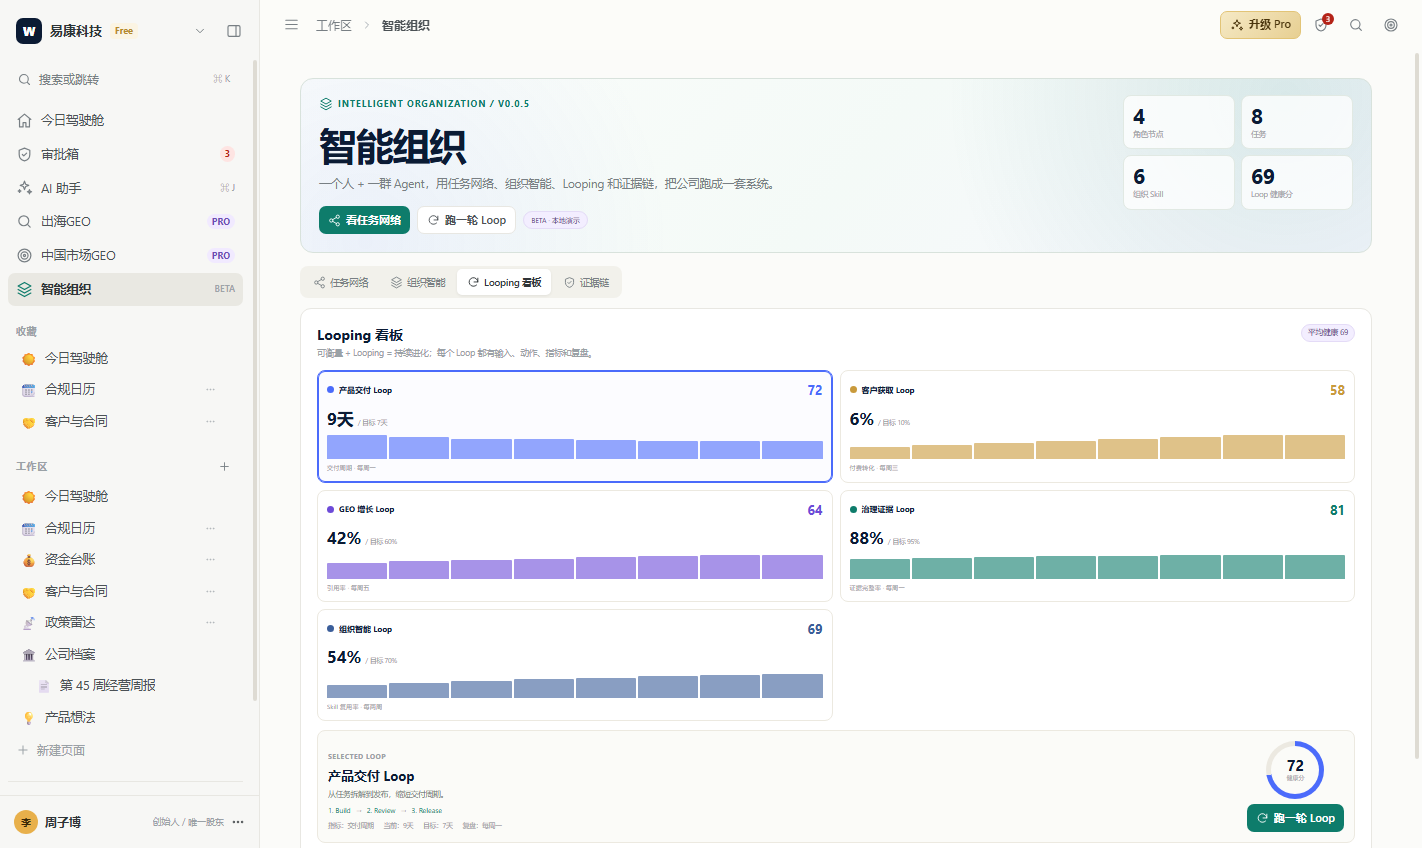 W 易康科技 Free
搜索或跳转 ⌘K
今日驾驶舱
审批箱 3
AI 助手 ⌘J
出海GEO PRO
中国市场GEO PRO
智能组织 BETA
收藏
今日驾驶舱
合规日历
客户与合同
工作区
今日驾驶舱
合规日历
资金台账
客户与合同
政策雷达
公司档案
第 45 周经营周报
产品想法
新建页面
李 周子博 创始人 / 唯一股东
工作区 智能组织
升级 Pro 3
INTELLIGENT ORGANIZATION / V0.0.5
智能组织
一个人 + 一群 Agent，用任务网络、组织智能、Looping 和证据链，把公司跑成一套系统。
看任务网络 跑一轮 Loop BETA · 本地演示
4 角色节点
8 任务
6 组织 Skill
69 Loop 健康分
任务网络 组织智能 Looping 看板 证据链
Looping 看板 平均健康 69
可衡量 + Looping = 持续进化：每个 Loop 都有输入、动作、指标和复盘。
产品交付 Loop 72
9天 / 目标 7天
交付周期 · 每周一
客户获取 Loop 58
6% / 目标 10%
付费转化 · 每周三
GEO 增长 Loop 64
42% / 目标 60%
引用率 · 每周五
治理证据 Loop 81
88% / 目标 95%
证据完整率 · 每周一
组织智能 Loop 69
54% / 目标 70%
Skill 复用率 · 每两周
SELECTED LOOP
产品交付 Loop
从任务拆解到发布，缩短交付周期。
1. Build → 2. Review → 3. Release
指标：交付周期 当前：9天 目标：7天 复盘：每周一
72
健康分
跑一轮 Loop